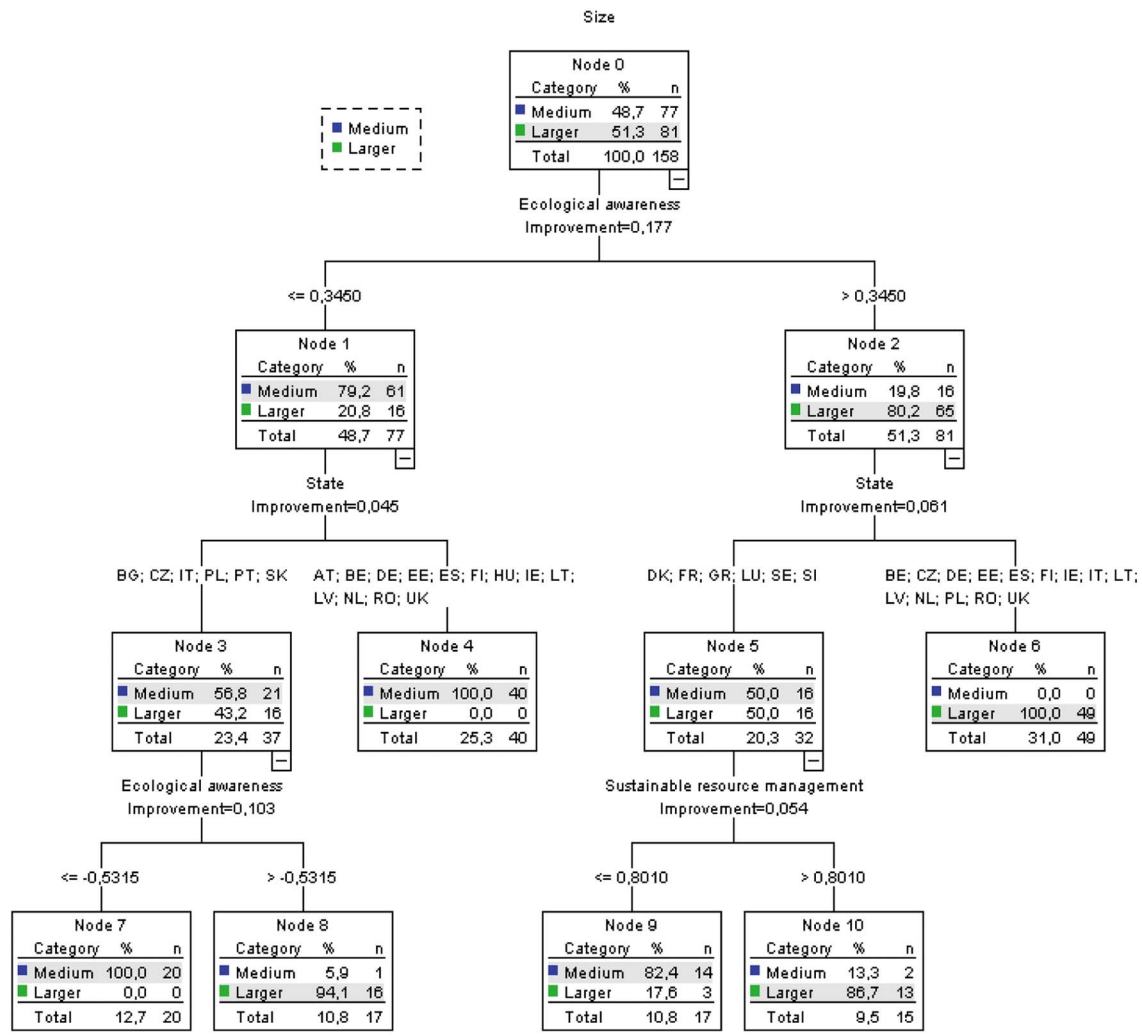 Size
Medium
Larger
Node 0
Category % n
Medium 48,7 77
Larger 51,3 81
Total 100,0 158
Ecological awareness
Improvement=0,177
<= 0,3450
> 0,3450
Node 1
Category % n
Medium 79,2 61
Larger 20,8 16
Total 48,7 77
Node 2
Category % n
Medium 19,8 16
Larger 80,2 65
Total 51,3 81
State
Improvement=0,045
State
Improvement=0,061
BG; CZ; IT; PL; PT; SK
AT; BE; DE; EE; ES; FI; HU; IE; LT;
LV; NL; RO; UK
DK; FR; GR; LU; SE; SI
BE; CZ; DE; EE; ES; FI; IE; IT; LT;
LV; NL; PL; RO; UK
Node 3
Category % n
Medium 56,8 21
Larger 43,2 16
Total 23,4 37
Node 4
Category % n
Medium 100,0 40
Larger 0,0 0
Total 25,3 40
Node 5
Category % n
Medium 50,0 16
Larger 50,0 16
Total 20,3 32
Node 6
Category % n
Medium 0,0 0
Larger 100,0 49
Total 31,0 49
Ecological awareness
Improvement=0,103
Sustainable resource management
Improvement=0,054
<= -0,5315
> -0,5315
<= 0,8010
> 0,8010
Node 7
Category % n
Medium 100,0 20
Larger 0,0 0
Total 12,7 20
Node 8
Category % n
Medium 5,9 1
Larger 94,1 16
Total 10,8 17
Node 9
Category % n
Medium 82,4 14
Larger 17,6 3
Total 10,8 17
Node 10
Category % n
Medium 13,3 2
Larger 86,7 13
Total 9,5 15